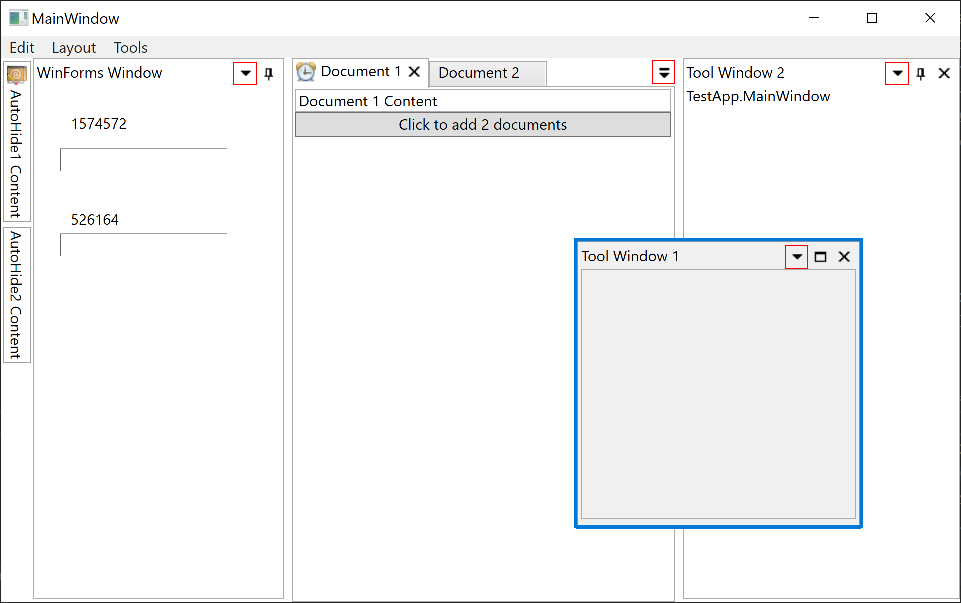 MainWindow
Edit Layout Tools
AutoHide1 Content
AutoHide2 Content
WinForms Window
1574572
526164
Document 1
Document 2
Document 1 Content
Click to add 2 documents
Tool Window 2
TestApp.MainWindow
Tool Window 1